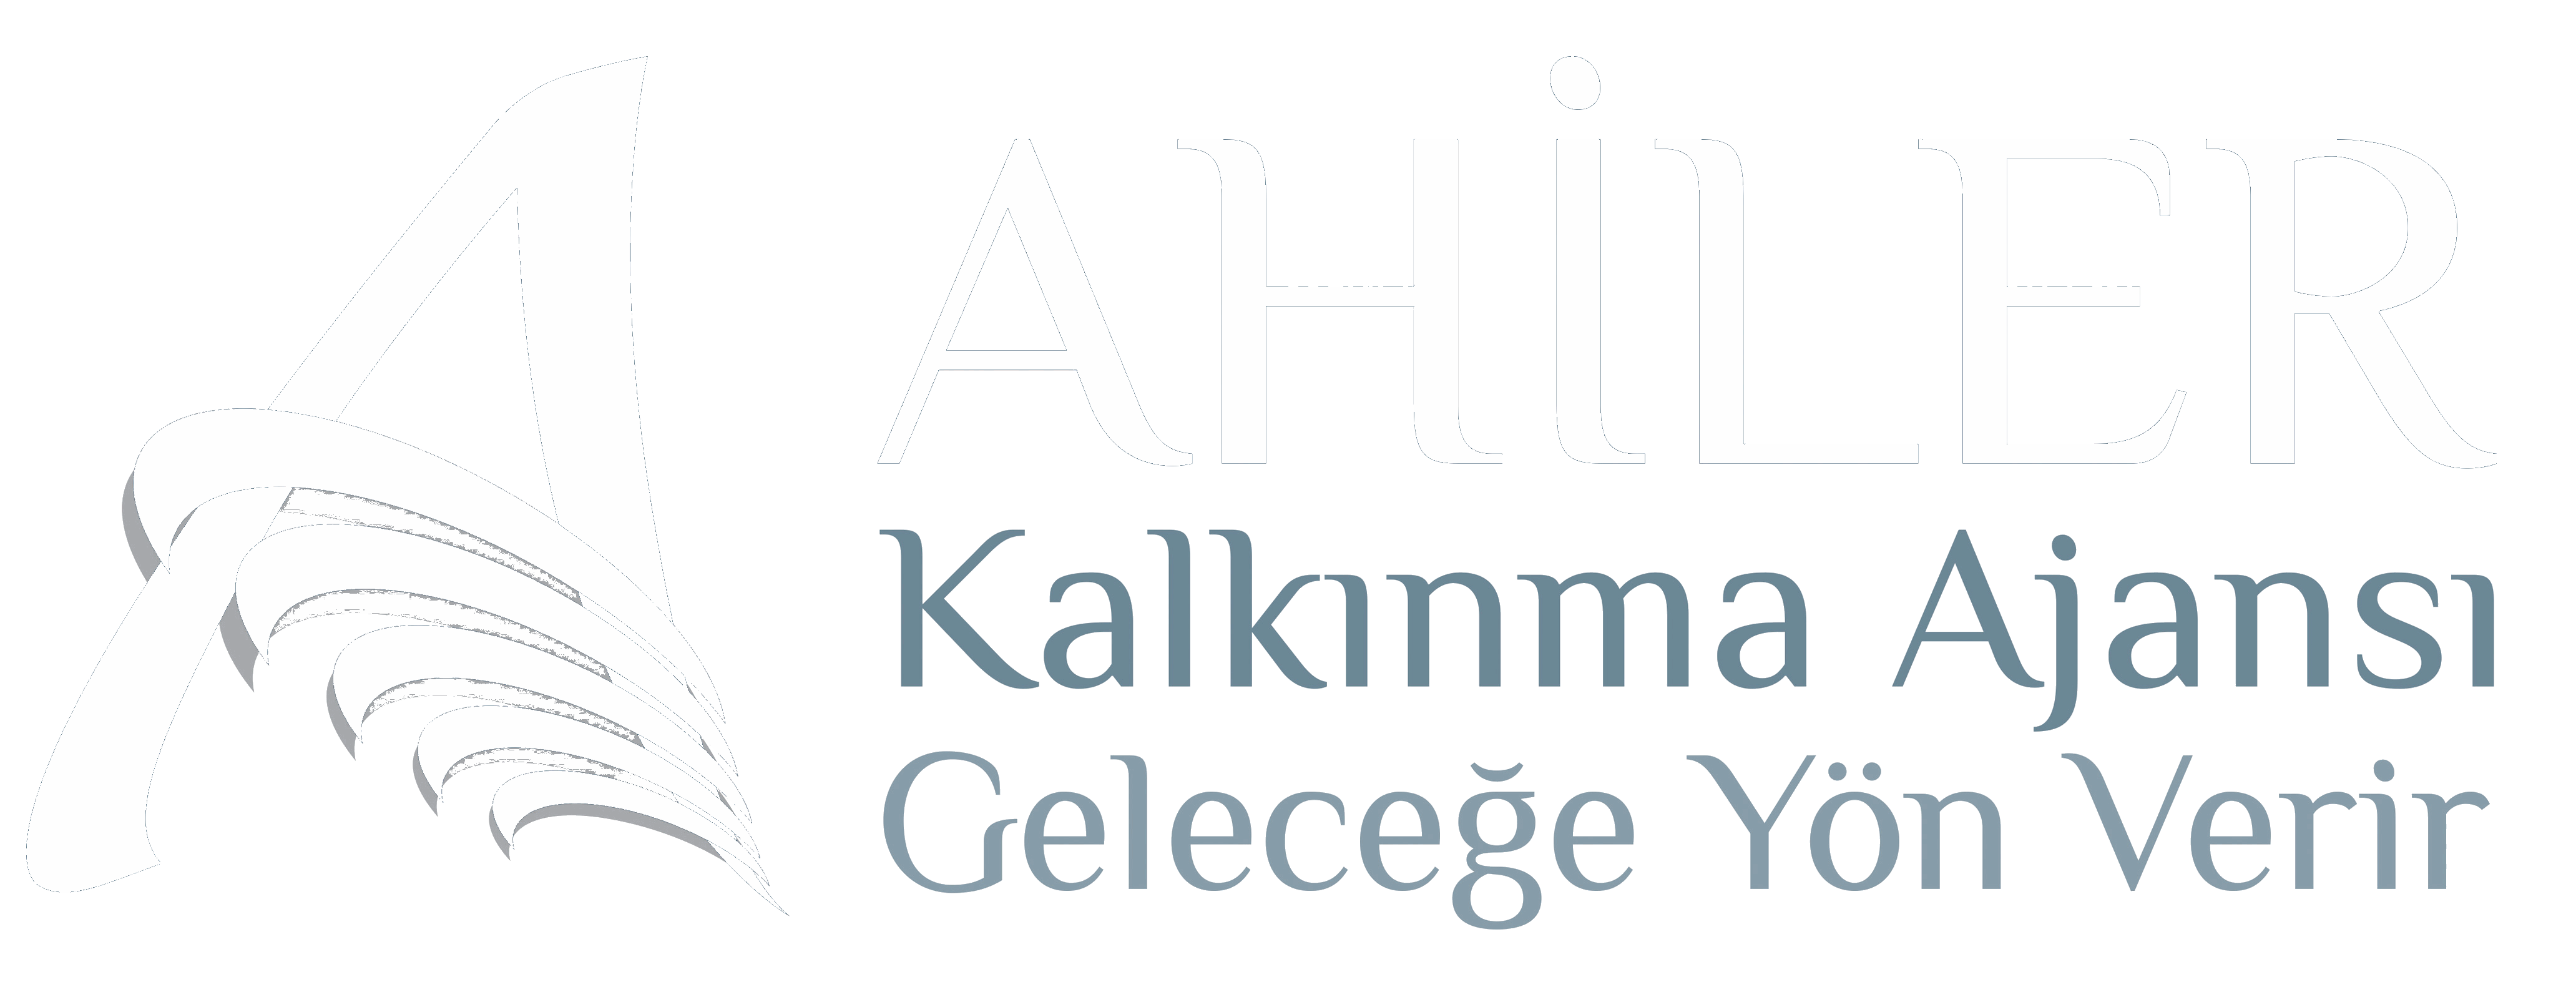 AHİLER
Kalkınma Ajansı
Geleceğe Yön Verir